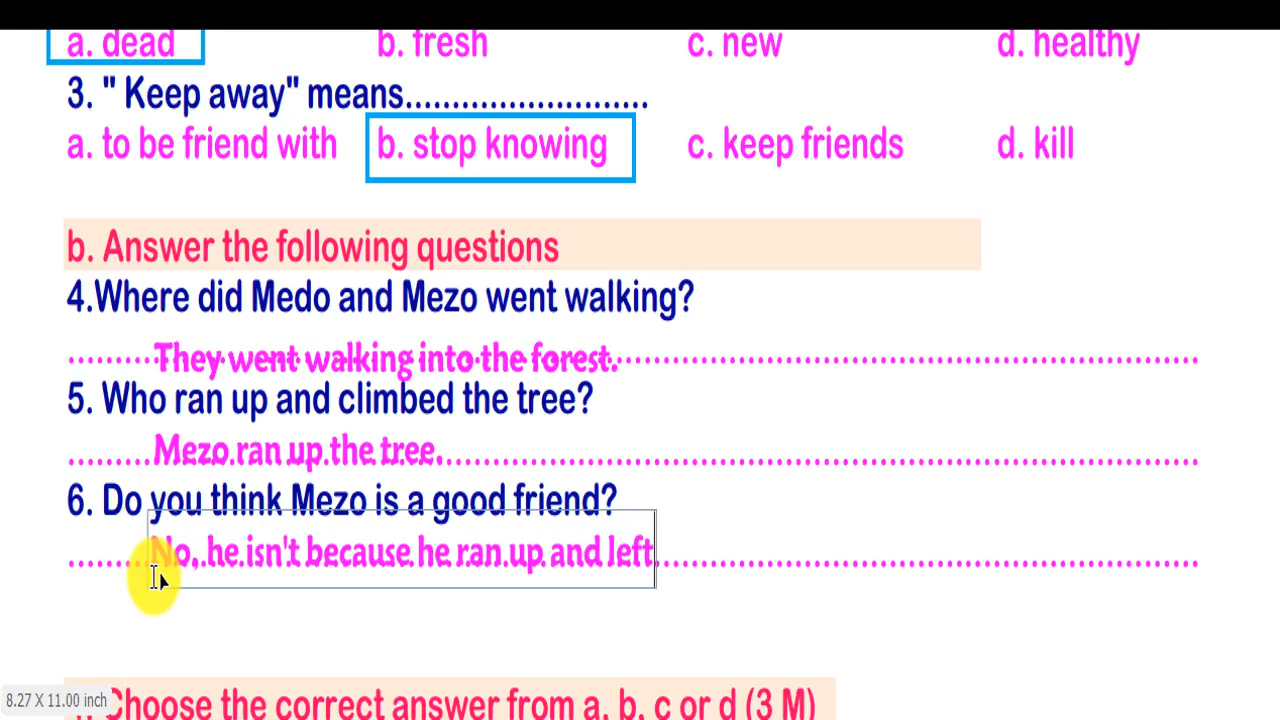 a. dead b. fresh c. new d. healthy
3. " Keep away" means..........................
a. to be friend with b. stop knowing c. keep friends d. kill
b. Answer the following questions
4.Where did Medo and Mezo went walking?
They went walking into the forest.
5. Who ran up and climbed the tree?
Mezo ran up the tree.
6. Do you think Mezo is a good friend?
No, he isn't because he ran up and left
8.27 X 11.00 inch
Choose the correct answer from a, b, c or d (3 M)